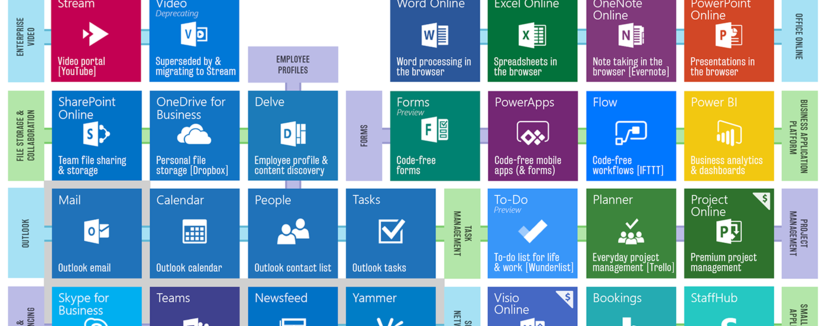 Stream
Video portal
[YouTube]
Video
Deprecating
Superseded by &
migrating to Stream
Word Online
Word processing in
the browser
Excel Online
Spreadsheets in
the browser
OneNote
Online
Note taking in the
browser [Evernote]
PowerPoint
Online
Presentations in
the browser
ENTERPRISE
VIDEO
EMPLOYEE
PROFILES
OFFICE ONLINE
FILE STORAGE &
COLLABORATION
SharePoint
Online
Team file sharing
& storage
OneDrive for
Business
Personal file
storage [Dropbox]
Delve
Employee profile &
content discovery
FORMS
Forms
Preview
Code-free
forms
PowerApps
Code-free mobile
apps (& forms)
Flow
Code-free
workflows [IFTTT]
Power BI
Business analytics
& dashboards
BUSINESS APPLICATION
PLATFORM
OUTLOOK
Mail
Outlook email
Calendar
Outlook calendar
People
Outlook contact list
Tasks
Outlook tasks
TASK
MANAGEMENT
To-Do
Preview
To-do list for life
& work [Wunderlist]
Planner
Everyday project
management [Trello]
Project
Online
$
Premium project
management
PROJECT
MANAGEMENT
Skype for
Business
Teams
Newsfeed
Yammer
Visio
Online
$
Bookings
StaffHub